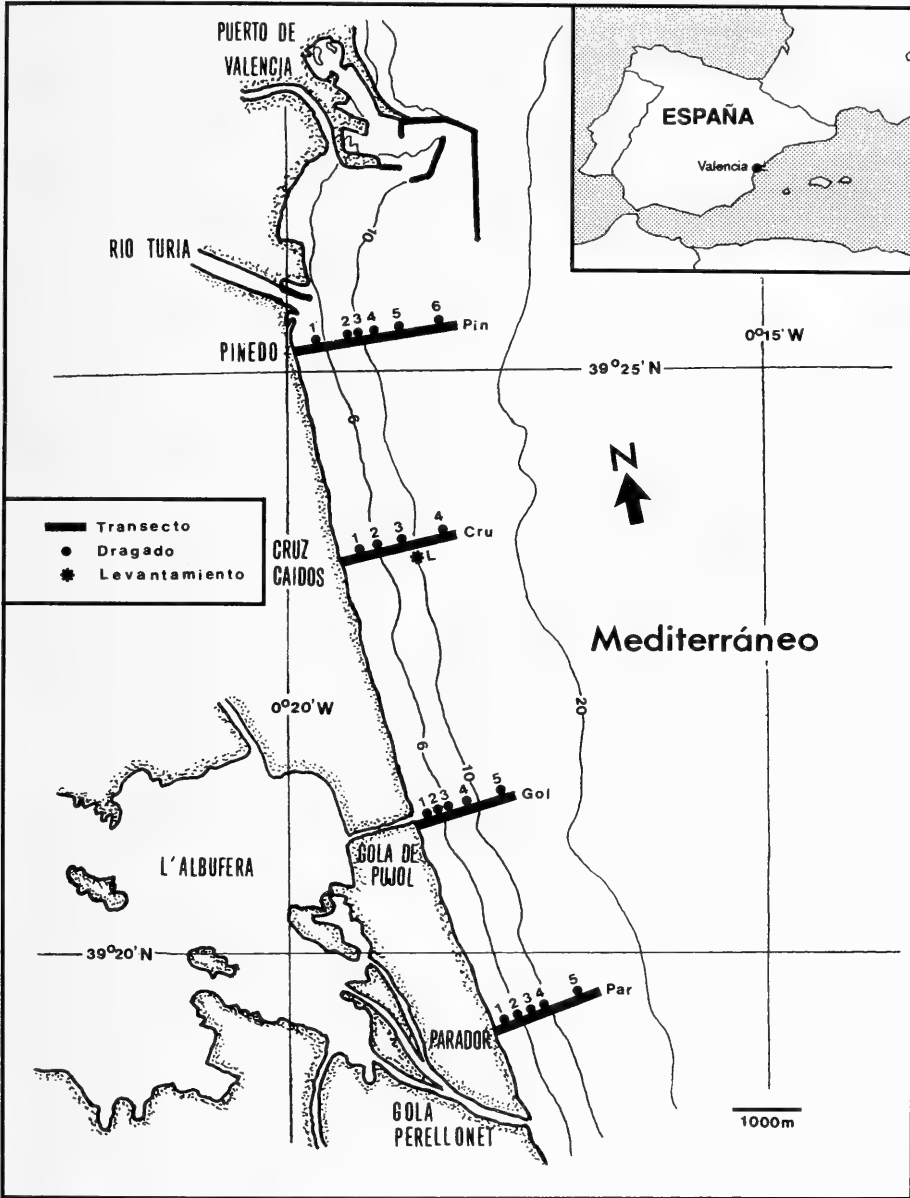 PUERTO DE
VALENCIA
ESPAÑA
Valencia
10
RIO TURIA
1 2 3 4 5 6
Pin
PINEDO
0°15'W
39°25'N
6
N
Transecto
Dragado
Levantamiento
CRUZ
CAIDOS
1 2 3 4
Cru
L
Mediterráneo
0°20'W
20
6
10
1 2 3 4 5
Gol
L'ALBUFERA
GOLA DE
PUJOL
39°20'N
1 2 3 4 5
Par
PARADOR
GOLA
PERELLONET
1000m